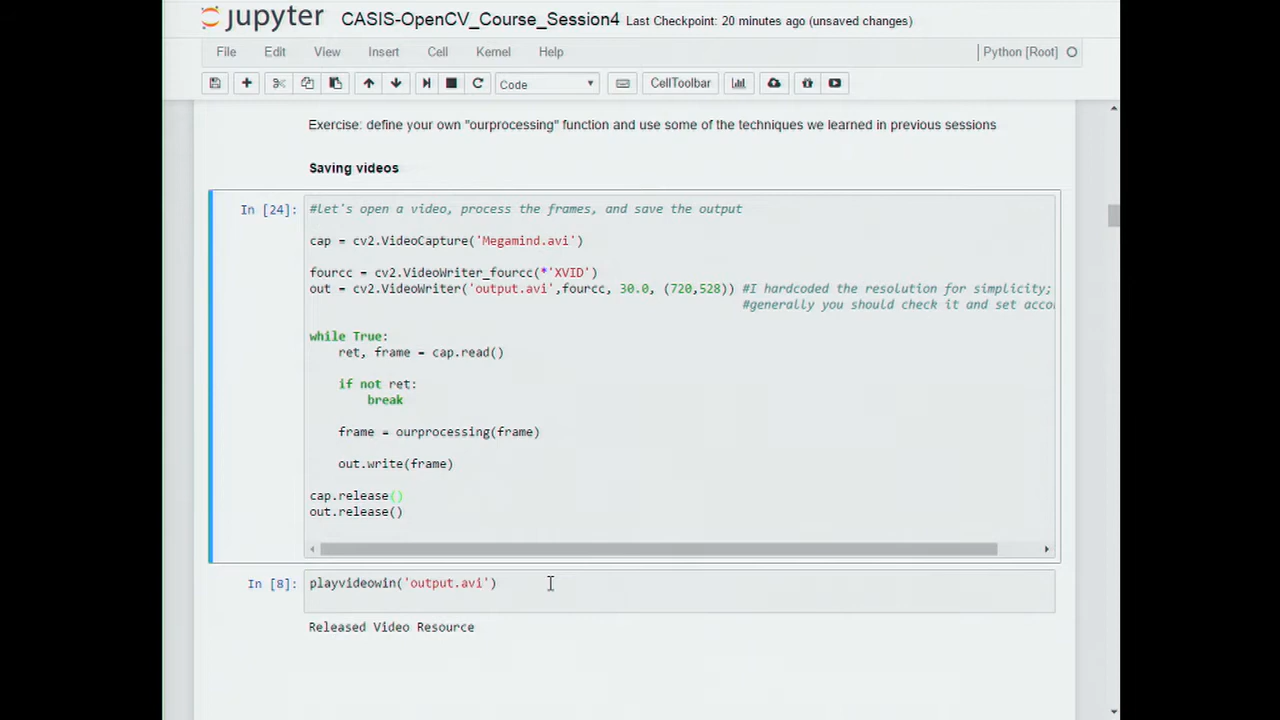 jupyter CASIS-OpenCV_Course_Session4 Last Checkpoint: 20 minutes ago (unsaved changes)
File Edit View Insert Cell Kernel Help Python [Root]
Code CellToolbar
Exercise: define your own "ourprocessing" function and use some of the techniques we learned in previous sessions
Saving videos
In [24]: #let's open a video, process the frames, and save the output
cap = cv2.VideoCapture('Megamind.avi')
fourcc = cv2.VideoWriter_fourcc(*'XVID')
out = cv2.VideoWriter('output.avi',fourcc, 30.0, (720,528)) #I hardcoded the resolution for simplicity;
#generally you should check it and set acco
while True:
ret, frame = cap.read()
if not ret:
break
frame = ourprocessing(frame)
out.write(frame)
cap.release()
out.release()
In [8]: playvideowin('output.avi')
Released Video Resource